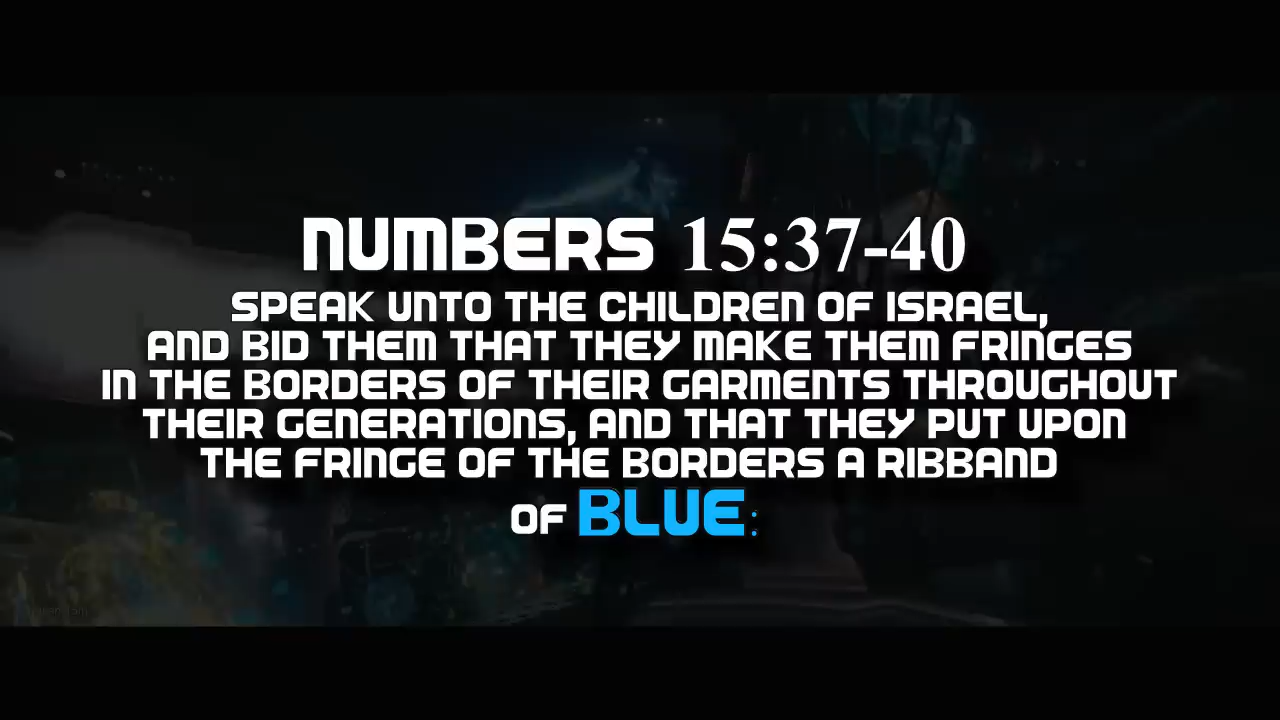 NUMBERS 15:37-40
SPEAK UNTO THE CHILDREN OF ISRAEL,
AND BID THEM THAT THEY MAKE THEM FRINGES
IN THE BORDERS OF THEIR GARMENTS THROUGHOUT
THEIR GENERATIONS, AND THAT THEY PUT UPON
THE FRINGE OF THE BORDERS A RIBBAND
OF BLUE: